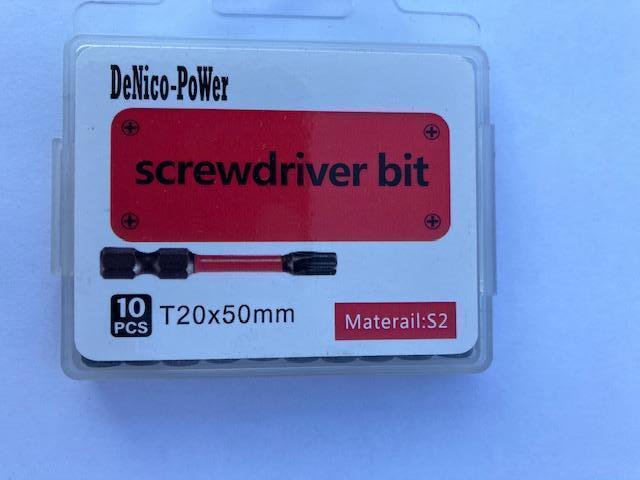 DeNico-PoWer
screwdriver bit
10
PCS
T20x50mm
Materail:S2